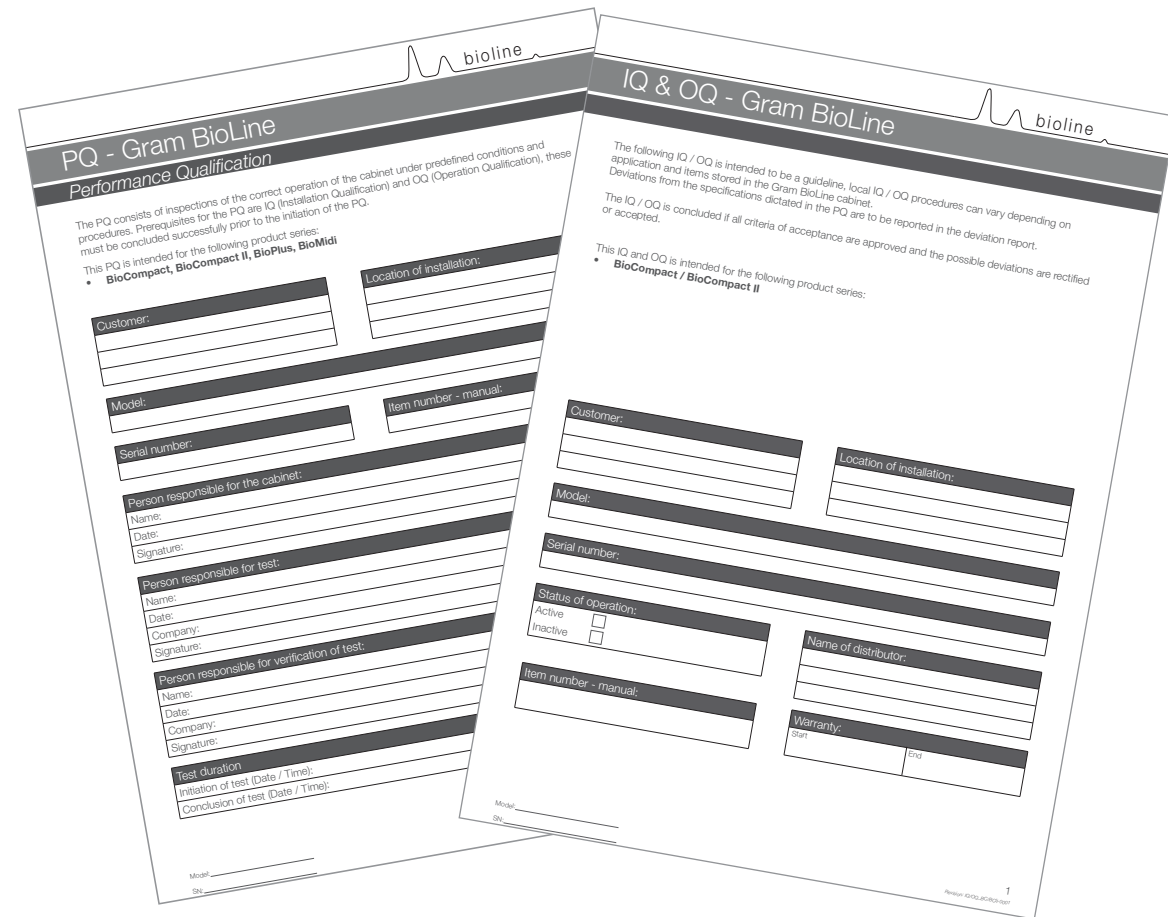 bioline
PQ - Gram BioLine
Performance Qualification
The PQ consists of inspections of the correct operation of the cabinet under predefined conditions and
procedures. Prerequisites for the PQ are IQ (Installation Qualification) and OQ (Operation Qualification), these
must be concluded successfully prior to the initiation of the PQ.
This PQ is intended for the following product series:
• BioCompact, BioCompact II, BioPlus, BioMidi
Customer:
Location of installation:
Model:
Serial number:
Item number - manual:
Person responsible for the cabinet:
Name:
Date:
Signature:
Person responsible for test:
Name:
Date:
Company:
Signature:
Person responsible for verification of test:
Name:
Date:
Company:
Signature:
Test duration
Initiation of test (Date / Time):
Conclusion of test (Date / Time):
Model:
SN:
bioline
IQ & OQ - Gram BioLine
The following IQ / OQ is intended to be a guideline, local IQ / OQ procedures can vary depending on
application and items stored in the Gram BioLine cabinet.
Deviations from the specifications dictated in the PQ are to be reported in the deviation report.
The IQ / OQ is concluded if all criteria of acceptance are approved and the possible deviations are rectified
or accepted.
This IQ and OQ is intended for the following product series:
• BioCompact / BioCompact II
Customer:
Location of installation:
Model:
Serial number:
Status of operation:
Active
Inactive
Name of distributor:
Item number - manual:
Warranty:
Start
End
Model:
SN:
1